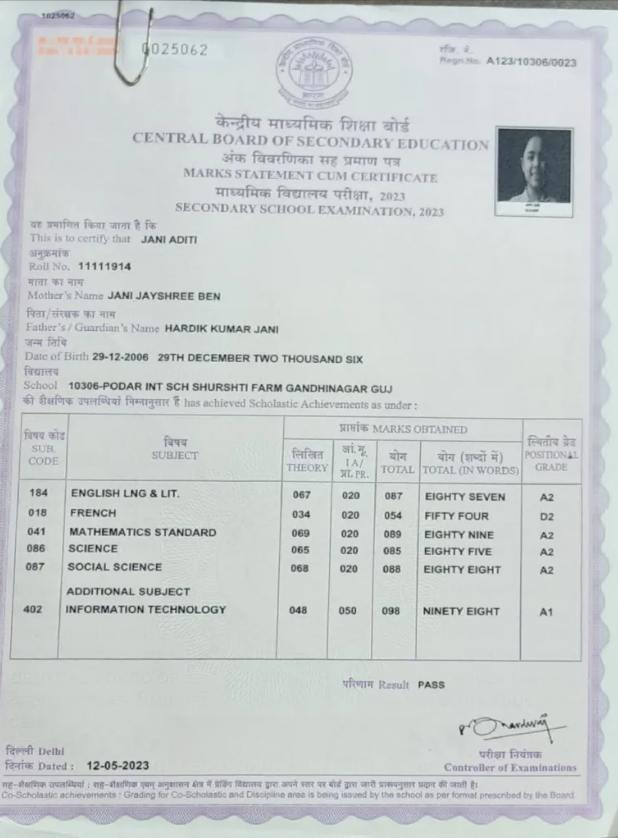 1025062
0025062
रजि. नं.
Regn.No. A123/10306/0023
केन्द्रीय माध्यमिक शिक्षा बोर्ड
CENTRAL BOARD OF SECONDARY EDUCATION
अंक विवरणिका सह प्रमाण पत्र
MARKS STATEMENT CUM CERTIFICATE
माध्यमिक विद्यालय परीक्षा, 2023
SECONDARY SCHOOL EXAMINATION, 2023
यह प्रमाणित किया जाता है कि
This is to certify that JANI ADITI
अनुक्रमांक
Roll No. 11111914
माता का नाम
Mother's Name JANI JAYSHREE BEN
पिता/संरक्षक का नाम
Father's / Guardian's Name HARDIK KUMAR JANI
जन्म तिथि
Date of Birth 29-12-2006 29TH DECEMBER TWO THOUSAND SIX
विद्यालय
School 10306-PODAR INT SCH SHURSHTI FARM GANDHINAGAR GUJ
की शैक्षणिक उपलब्धियां निम्नानुसार हैं has achieved Scholastic Achievements as under :
प्राप्तांक MARKS OBTAINED
विषय कोड SUB. CODE
विषय SUBJECT
लिखित THEORY
आं.मू. I A/ प्रा. PR.
योग TOTAL
योग (शब्दों में) TOTAL (IN WORDS)
स्थितीय ग्रेड POSITIONAL GRADE
184 ENGLISH LNG & LIT. 067 020 087 EIGHTY SEVEN A2
018 FRENCH 034 020 054 FIFTY FOUR D2
041 MATHEMATICS STANDARD 069 020 089 EIGHTY NINE A2
086 SCIENCE 065 020 085 EIGHTY FIVE A2
087 SOCIAL SCIENCE 068 020 088 EIGHTY EIGHT A2
ADDITIONAL SUBJECT
402 INFORMATION TECHNOLOGY 048 050 098 NINETY EIGHT A1
परिणाम Result PASS
दिल्ली Delhi
दिनांक Dated : 12-05-2023
परीक्षा नियंत्रक
Controller of Examinations
सह-शैक्षणिक उपलब्धियां : सह-शैक्षणिक एवम् अनुशासन क्षेत्र में ग्रेडिंग विद्यालय द्वारा अपने स्तर पर बोर्ड द्वारा जारी प्रारूपानुसार प्रदान की जाती है।
Co-Scholastic achievements : Grading for Co-Scholastic and Discipline area is being issued by the school as per format prescribed by the Board